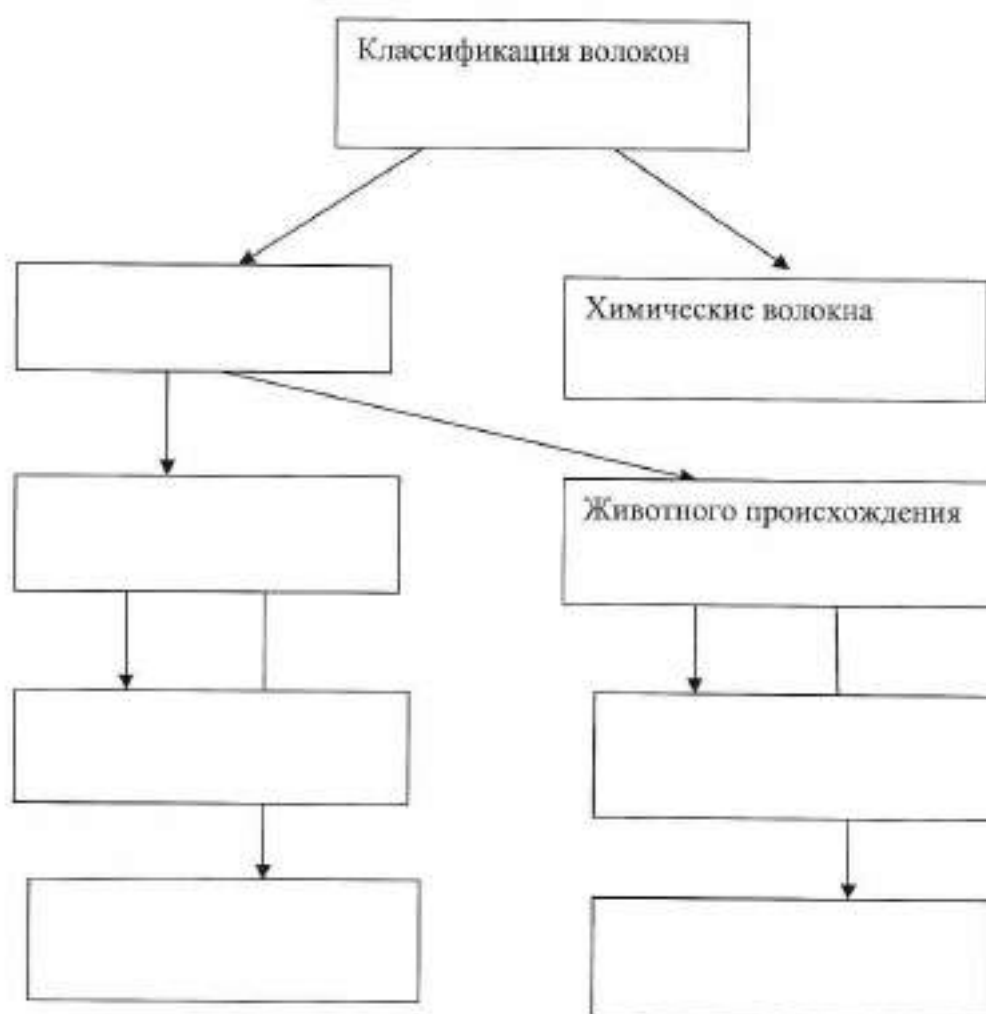 Классификация волокон
Химические волокна
Животного происхождения